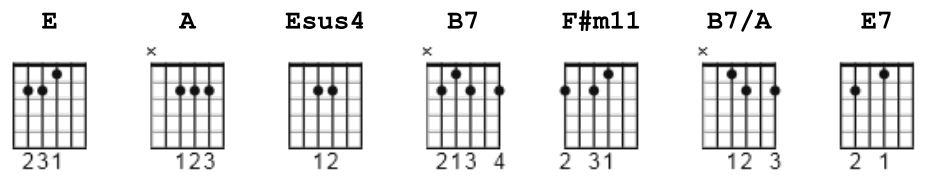 E A Esus4 B7 F#m11 B7/A E7
× × × ×
231 123 12 213 4 2 31 12 3 2 1